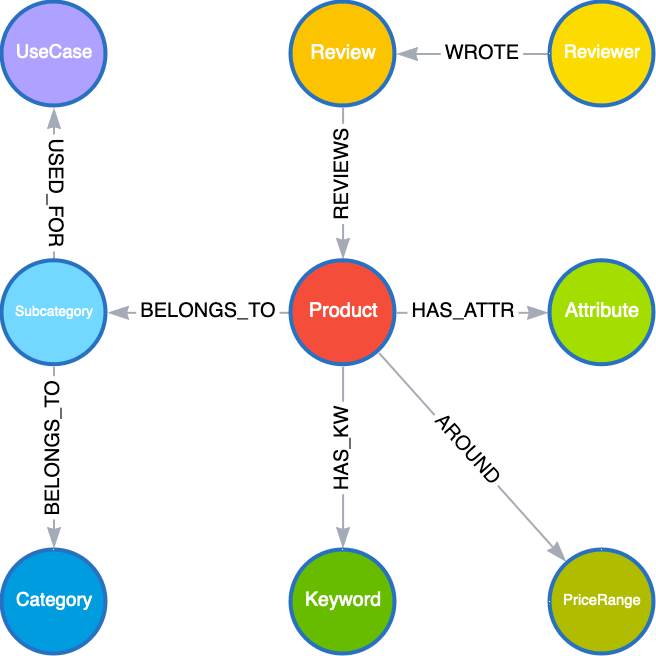 UseCase
Review
WROTE
Reviewer
USED_FOR
REVIEWS
Subcategory
BELONGS_TO
Product
HAS_ATTR
Attribute
BELONGS_TO
HAS_KW
AROUND
Category
Keyword
PriceRange